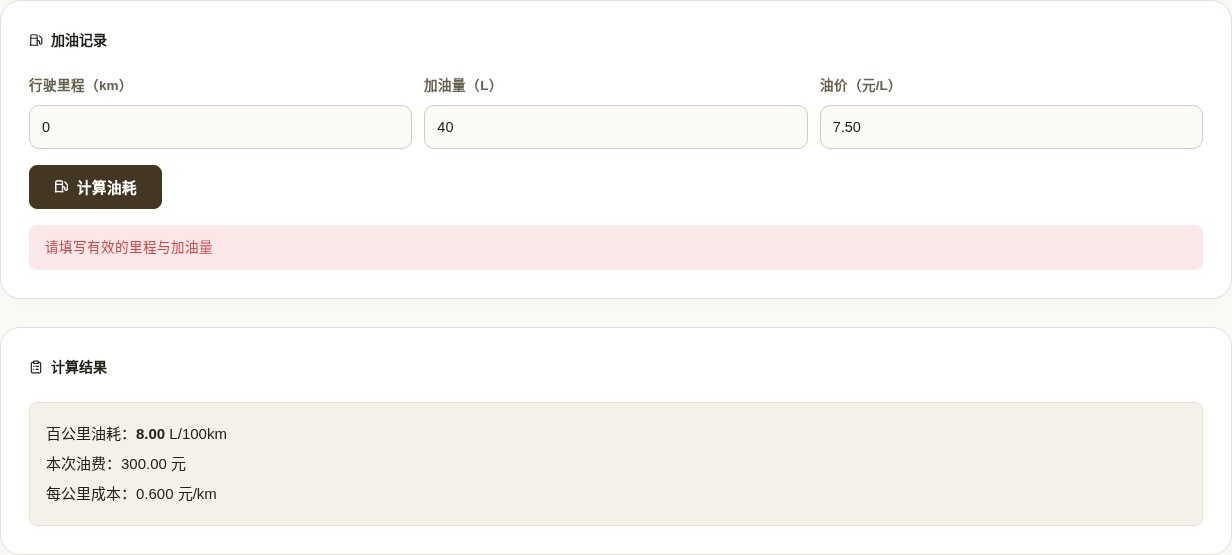 加油记录
行驶里程（km）
加油量（L）
油价（元/L）
0
40
7.50
计算油耗
请填写有效的里程与加油量
计算结果
百公里油耗：8.00 L/100km
本次油费：300.00 元
每公里成本：0.600 元/km